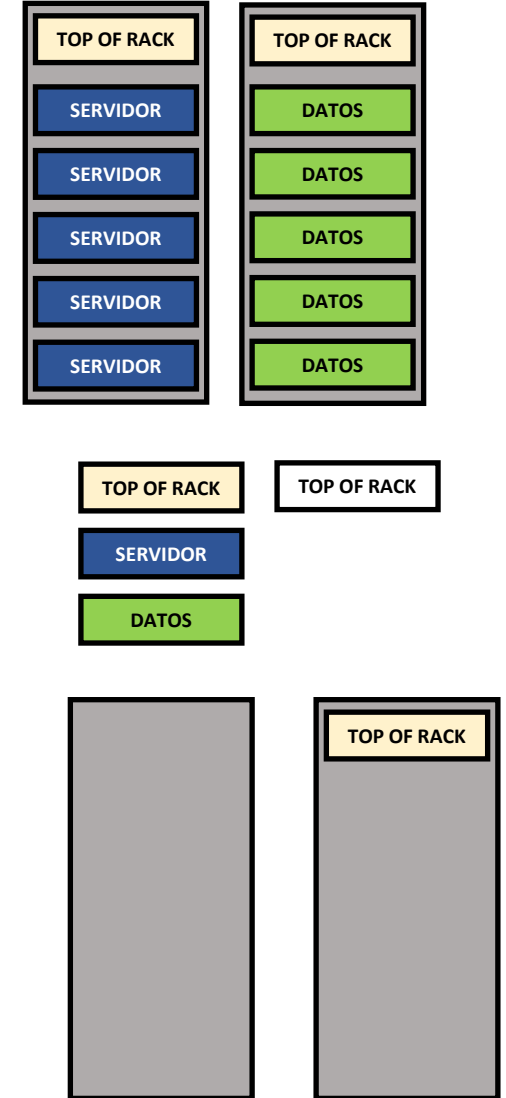 TOP OF RACK
SERVIDOR
SERVIDOR
SERVIDOR
SERVIDOR
SERVIDOR
TOP OF RACK
DATOS
DATOS
DATOS
DATOS
DATOS
TOP OF RACK
TOP OF RACK
SERVIDOR
DATOS
TOP OF RACK